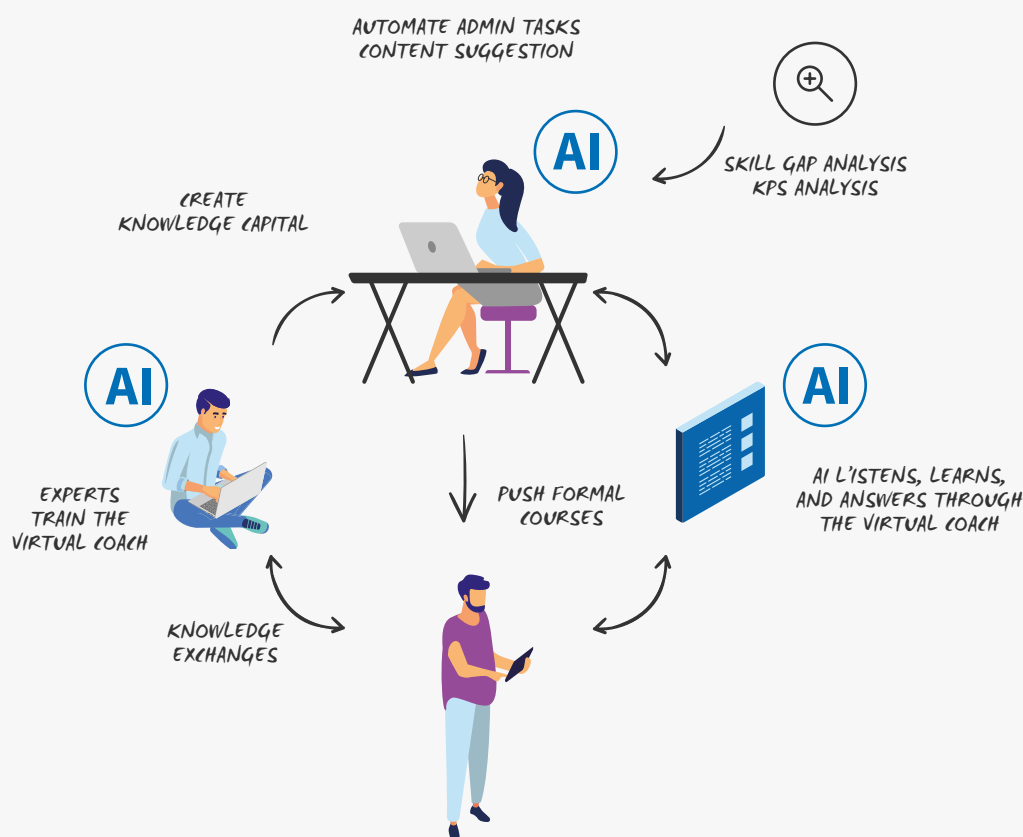 AUTOMATE ADMIN TASKS
CONTENT SUGGESTION
AI
SKILL GAP ANALYSIS
KPS ANALYSIS
CREATE
KNOWLEDGE CAPITAL
AI
AI
EXPERTS
TRAIN THE
VIRTUAL COACH
PUSH FORMAL
COURSES
AI L'ISTENS, LEARNS,
AND ANSWERS THROUGH
THE VIRTUAL COACH
KNOWLEDGE
EXCHANGES